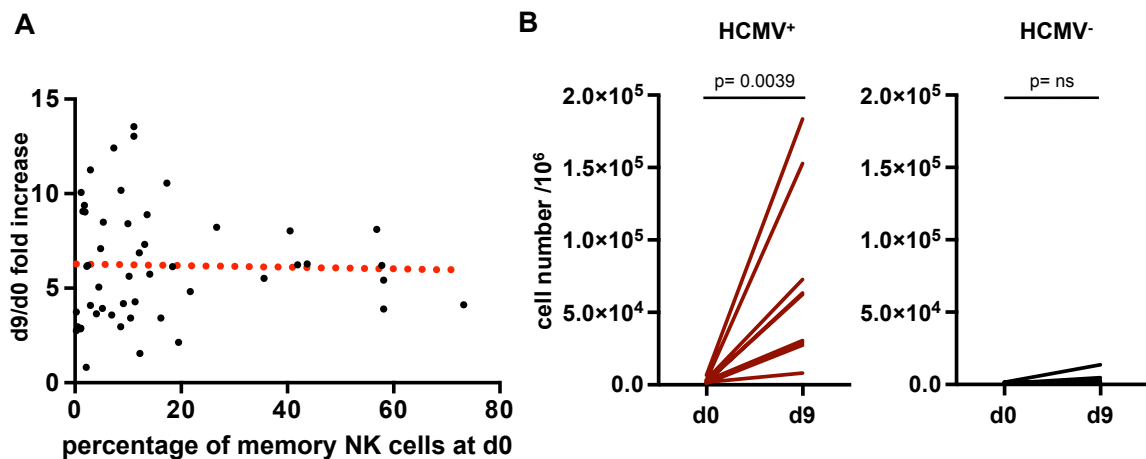 A
d9/d0 fold increase
15
10
5
0
0 20 40 60 80
percentage of memory NK cells at d0
B
HCMV⁺
p= 0.0039
cell number /10⁶
2.0×10⁵
1.5×10⁵
1.0×10⁵
5.0×10⁴
0.0
d0 d9
HCMV⁻
p= ns
2.0×10⁵
1.5×10⁵
1.0×10⁵
5.0×10⁴
0.0
d0 d9